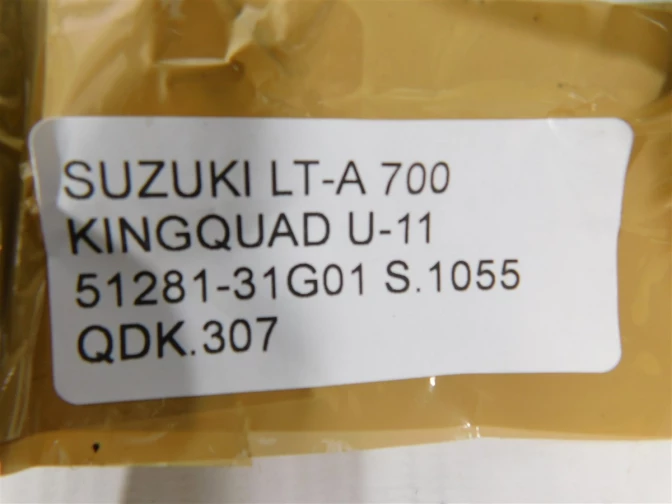 SUZUKI LT-A 700
KINGQUAD U-11
51281-31G01 S.1055
QDK.307